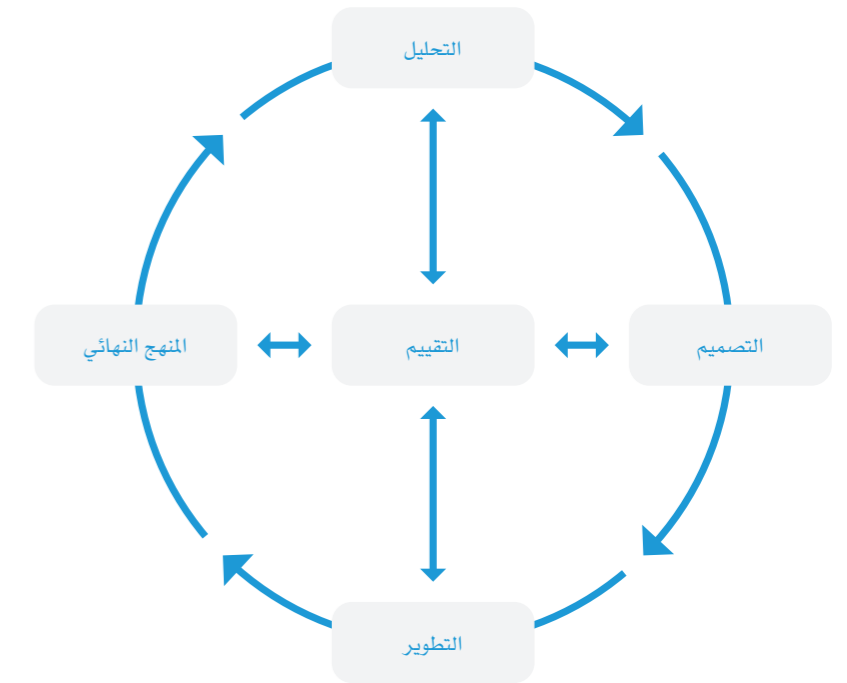 التحليل
التصميم
التقييم
المنهج النهائي
التطوير